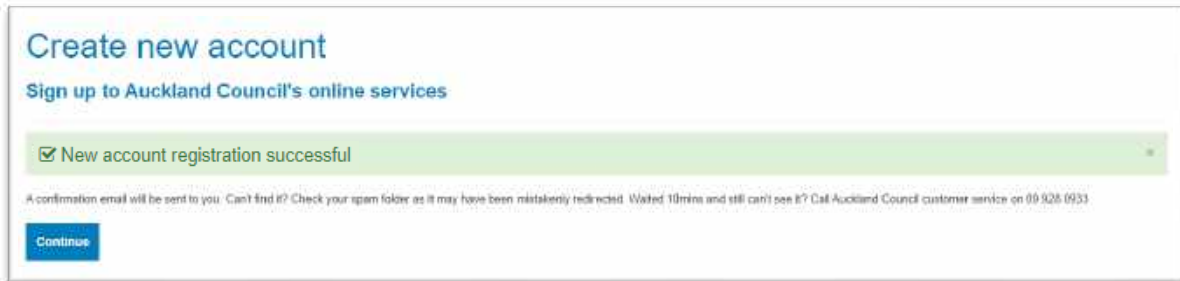 Create new account
Sign up to Auckland Council's online services
New account registration successful
A confirmation email will be sent to you. Can't find it? Check your spam folder as it may have been mistakenly redirected. Waited 10mins and still can't see it? Call Auckland Council customer service on 09 928 0933
Continue